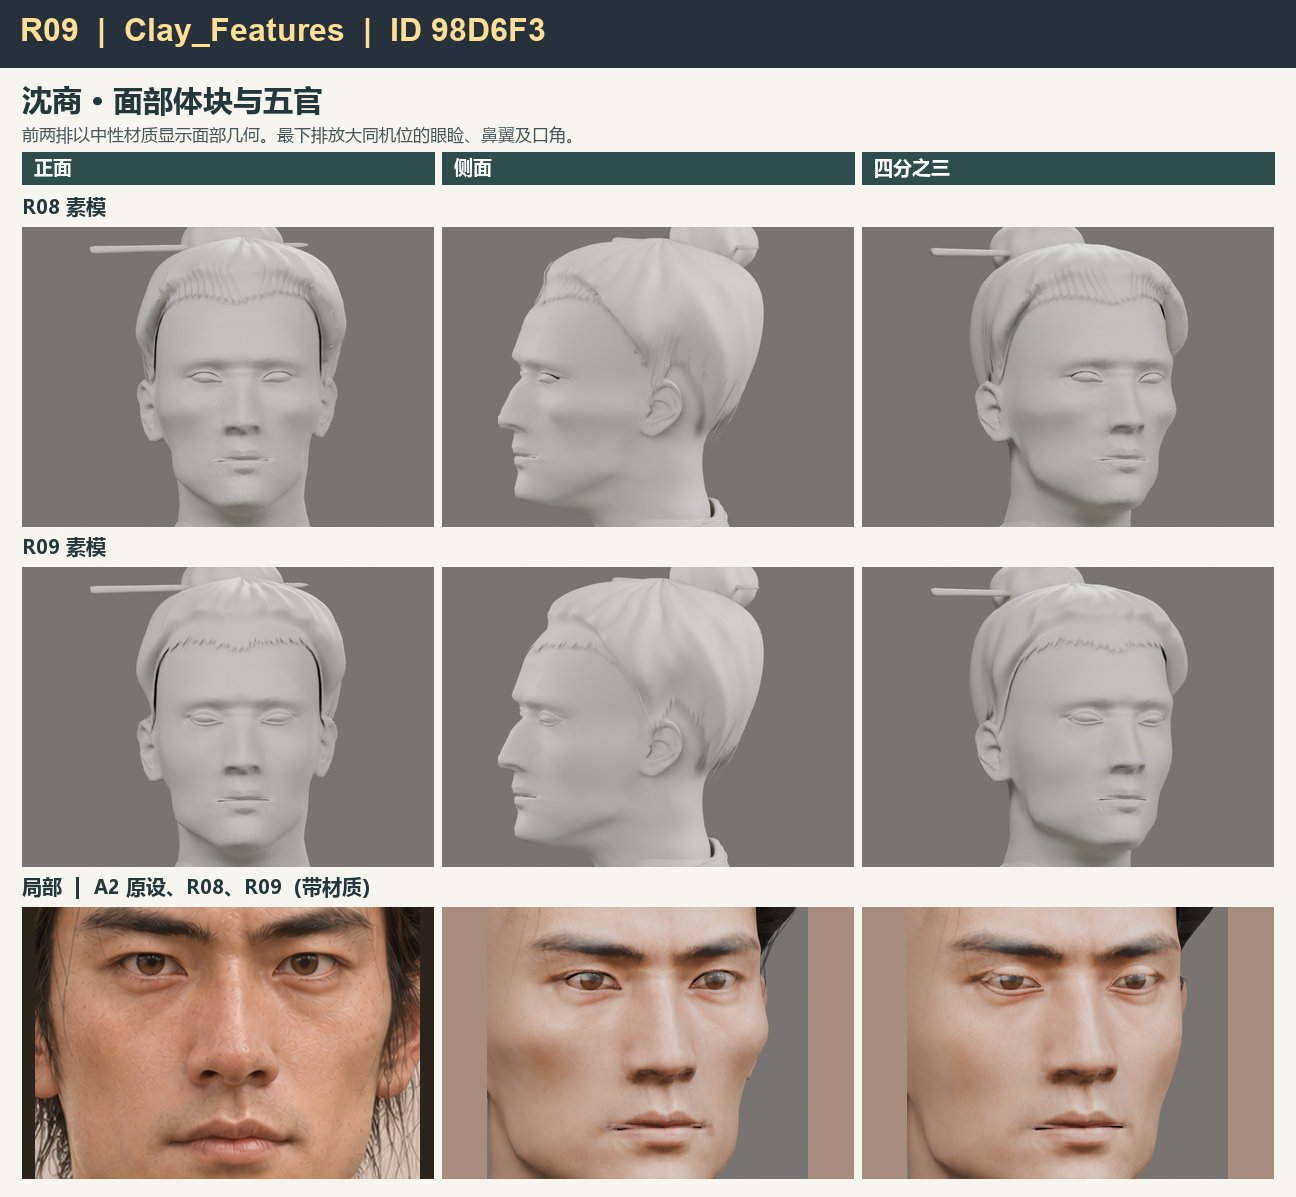 R09 | Clay_Features | ID 98D6F3
沈商・面部体块与五官
前两排以中性材质显示面部几何。最下排放大同机位的眼睑、鼻翼及口角。
正面 侧面 四分之三
R08 素模
R09 素模
局部 | A2 原设、R08、R09 (带材质)